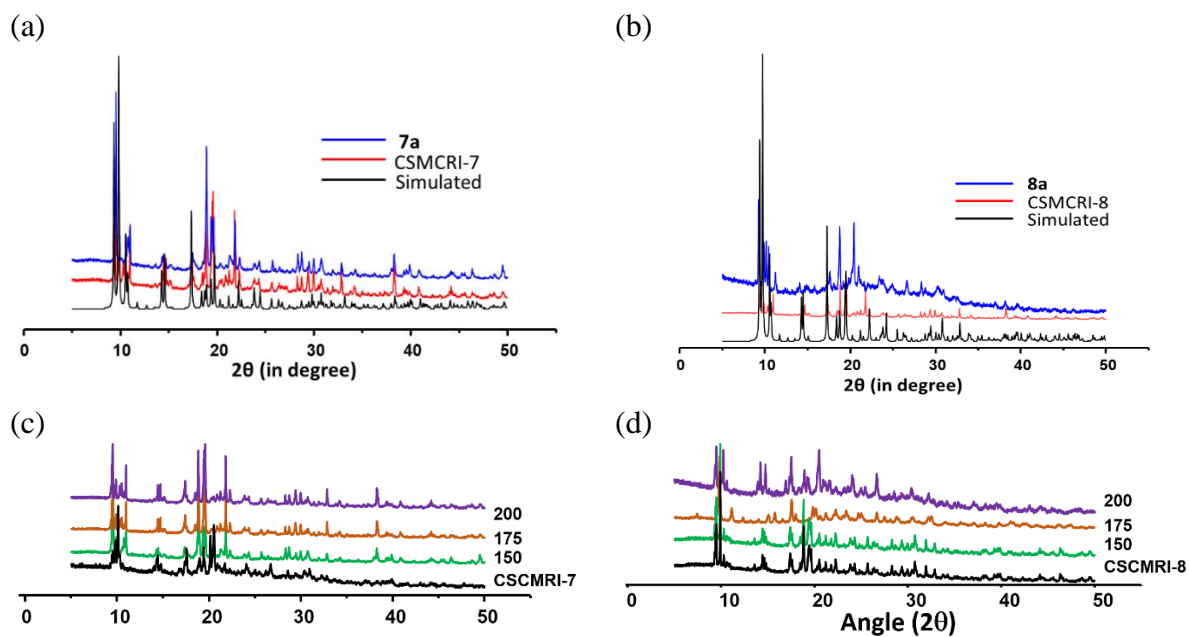 (a)
7a
CSMCRI-7
Simulated
0 10 20 30 40 50
2θ (in degree)
(b)
8a
CSMCRI-8
Simulated
0 10 20 30 40 50
2θ (in degree)
(c)
200
175
150
CSCMRI-7
0 10 20 30 40 50
(d)
200
175
150
CSCMRI-8
0 10 20 30 40 50
Angle (2θ)